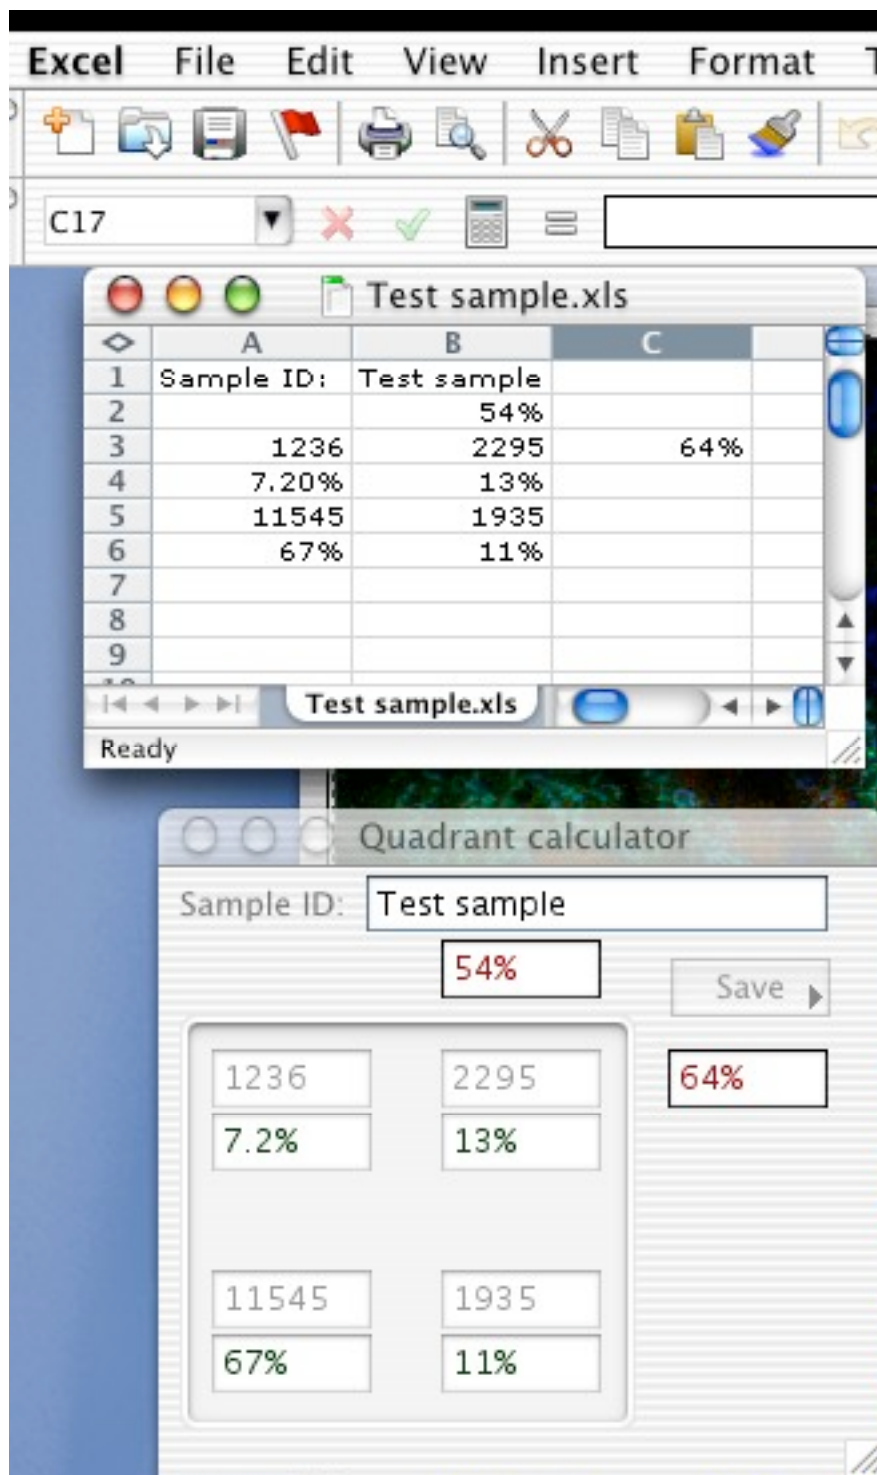 Excel File Edit View Insert Format
C17
Test sample.xls
A B C
1 Sample ID: Test sample
2 54%
3 1236 2295 64%
4 7.20% 13%
5 11545 1935
6 67% 11%
7
8
9
Test sample.xls
Ready
Quadrant calculator
Sample ID: Test sample
54%
Save
1236 2295 64%
7.2% 13%
11545 1935
67% 11%